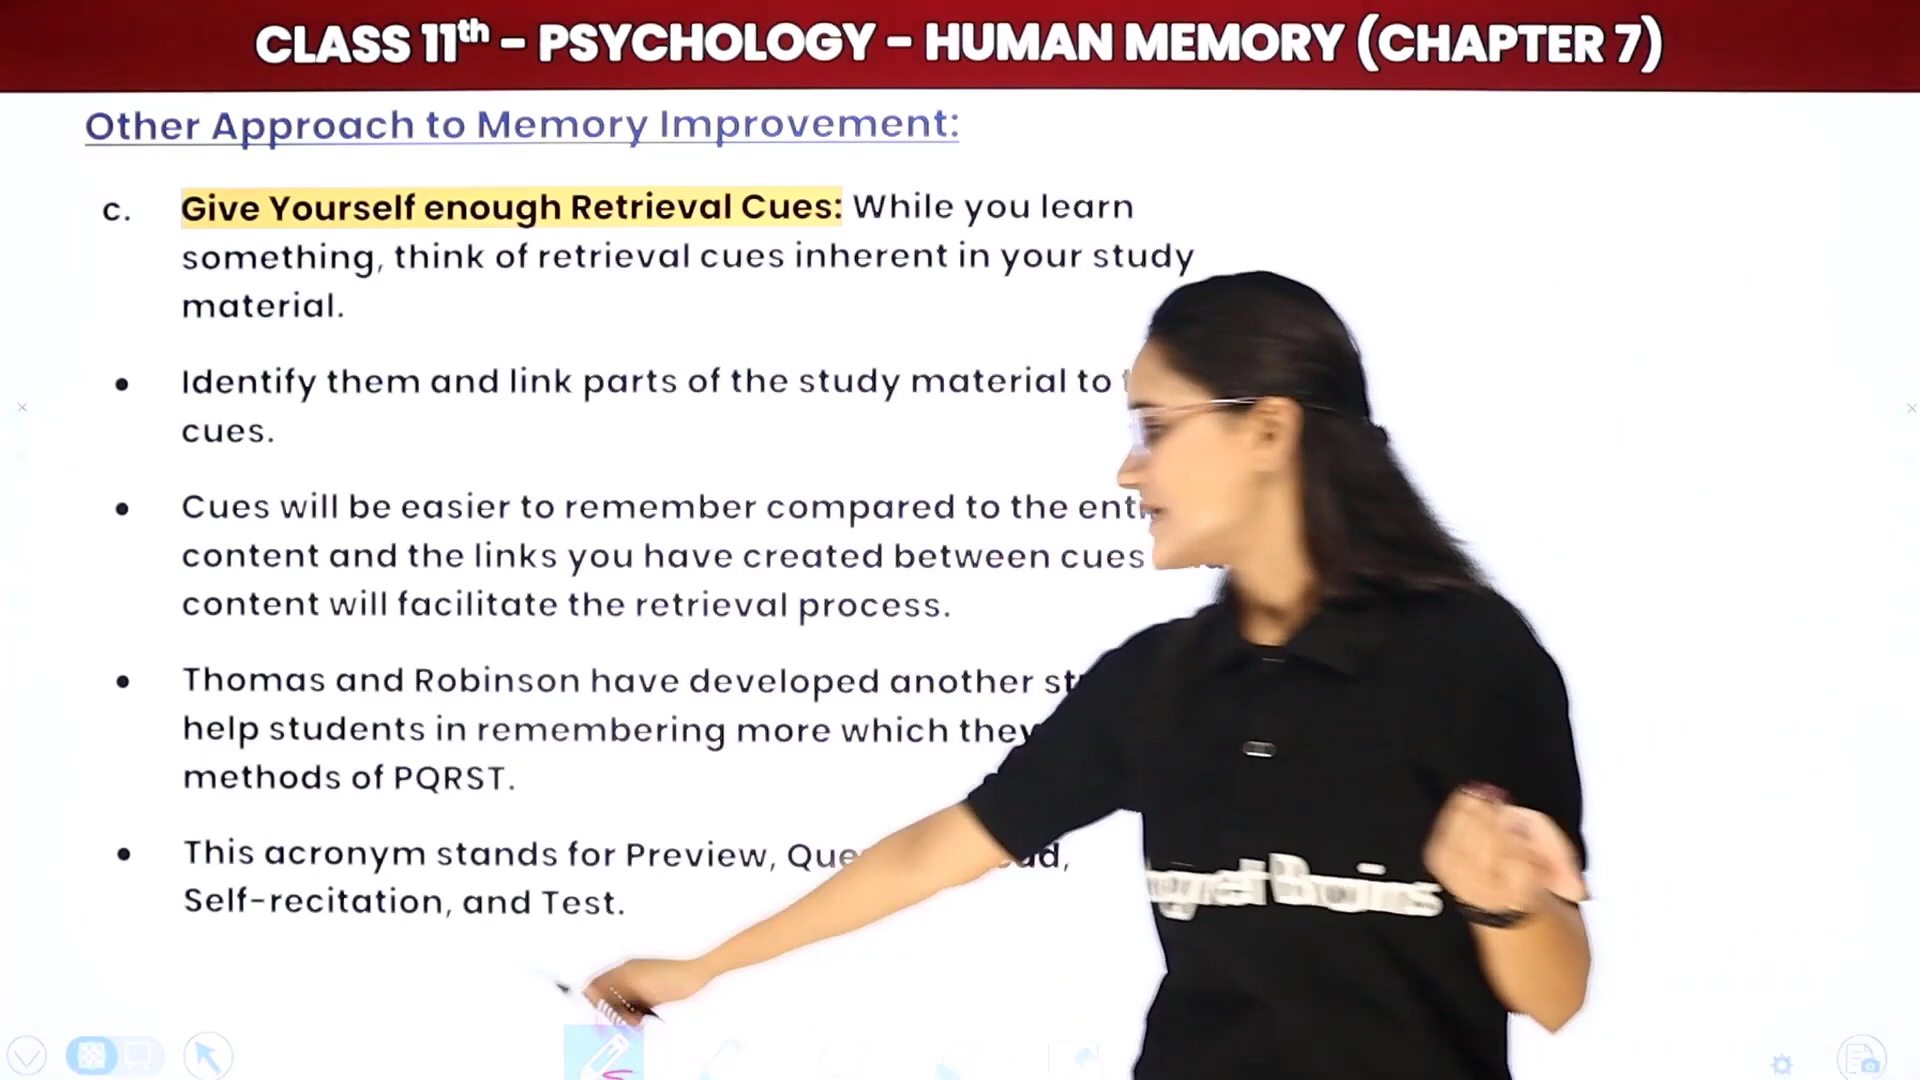 CLASS 11th - PSYCHOLOGY - HUMAN MEMORY (CHAPTER 7)
Other Approach to Memory Improvement:
c. Give Yourself enough Retrieval Cues: While you learn
something, think of retrieval cues inherent in your study
material.
• Identify them and link parts of the study material to
cues.
• Cues will be easier to remember compared to the
content and the links you have created between cues
content will facilitate the retrieval process.
• Thomas and Robinson have developed another
help students in remembering more which they
methods of PQRST.
• This acronym stands for Preview,
Self-recitation, and Test.
Brains